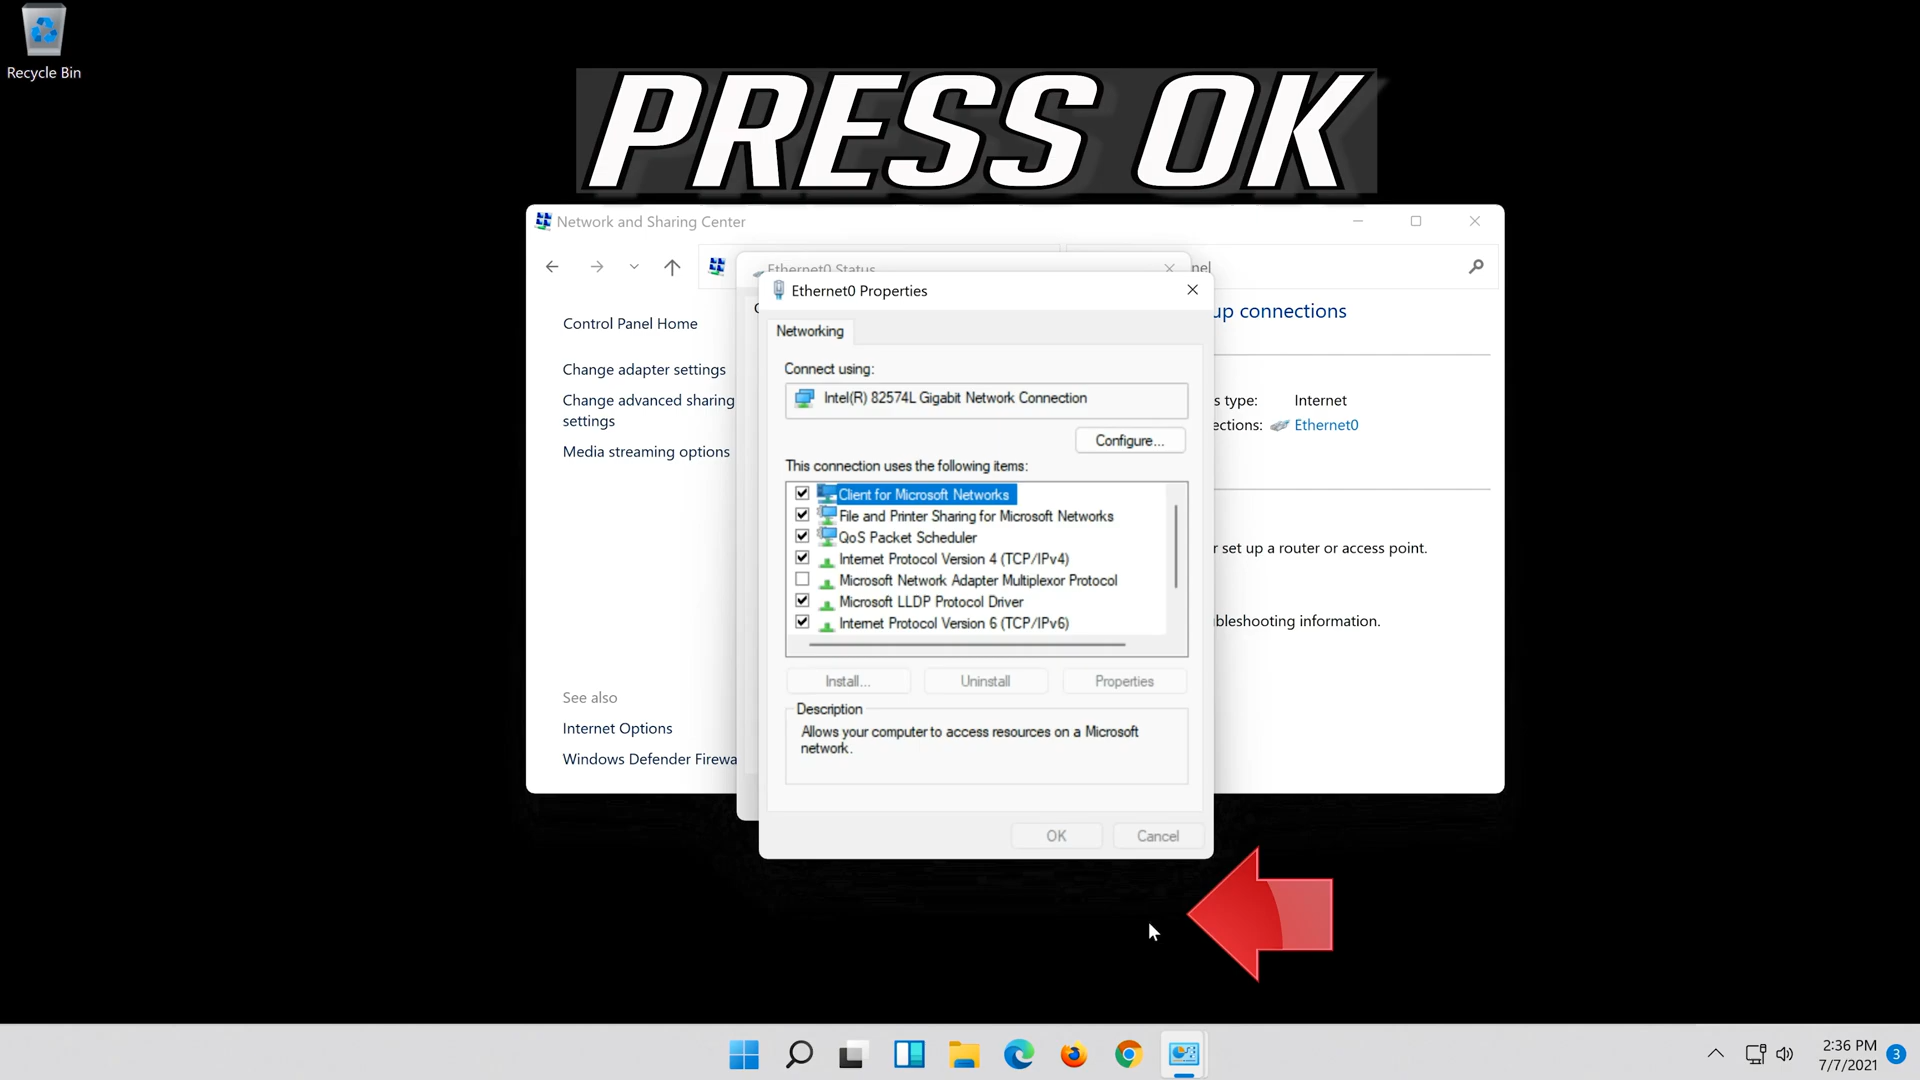 Recycle Bin
PRESS OK
Network and Sharing Center
Ethernet0 Status
nel
Ethernet0 Properties
Control Panel Home
Change adapter settings
Change advanced sharing
settings
Media streaming options
See also
Internet Options
Windows Defender Firewa
up connections
s type: Internet
ections: Ethernet0
r set up a router or access point.
bleshooting information.
Networking
Connect using:
Intel(R) 82574L Gigabit Network Connection
Configure...
This connection uses the following items:
Client for Microsoft Networks
File and Printer Sharing for Microsoft Networks
QoS Packet Scheduler
Internet Protocol Version 4 (TCP/IPv4)
Microsoft Network Adapter Multiplexor Protocol
Microsoft LLDP Protocol Driver
Internet Protocol Version 6 (TCP/IPv6)
Install... Uninstall Properties
Description
Allows your computer to access resources on a Microsoft
network.
OK Cancel
2:36 PM
7/7/2021
3